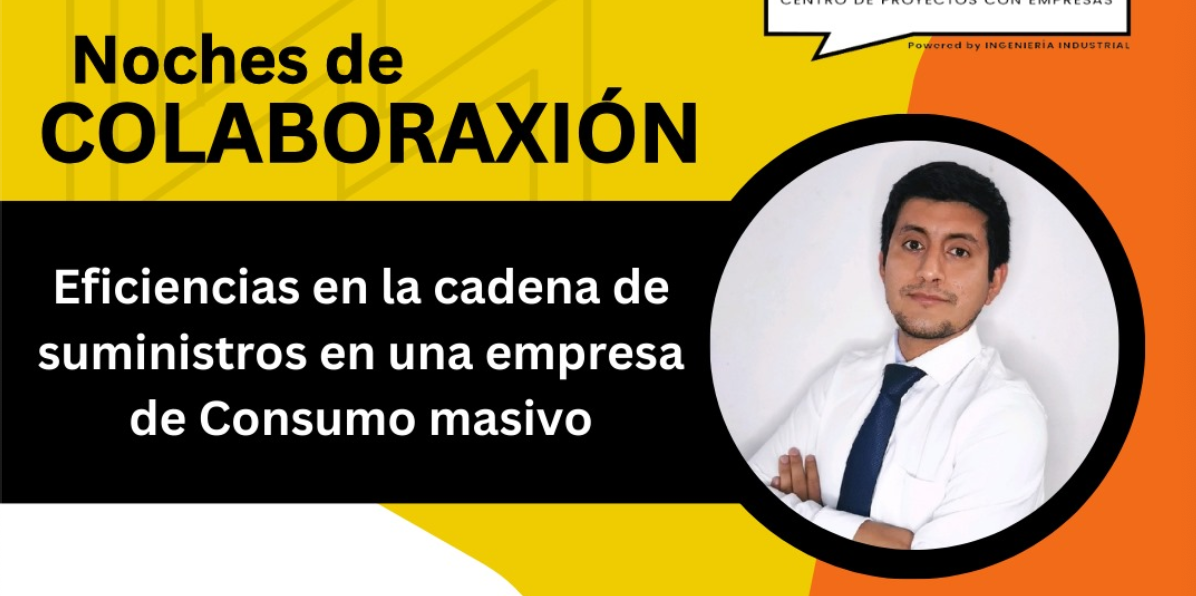 CENTRO DE PROYECTOS CON EMPRESAS
Powered by INGENIERÍA INDUSTRIAL
Noches de
COLABORAXIÓN
Eficiencias en la cadena de
suministros en una empresa
de Consumo masivo